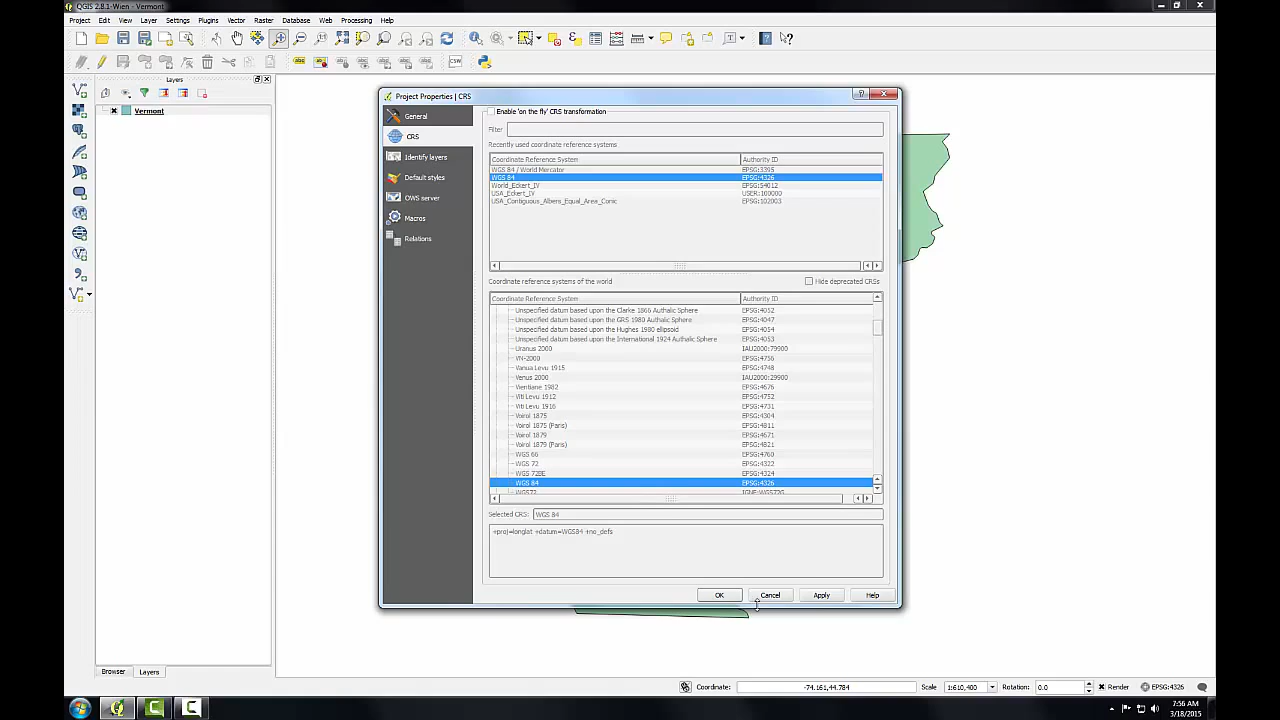 QGIS 2.8.1-Wien - Vermont
Project Edit View Layer Settings Plugins Vector Raster Database Web Processing Help
CSW
Layers
Vermont
Browser Layers
Project Properties | CRS
General
CRS
Identify layers
Default styles
OWS server
Macros
Relations
Enable 'on the fly' CRS transformation
Filter
Recently used coordinate reference systems
Coordinate Reference System Authority ID
WGS 84 / World Mercator EPSG:3395
WGS 84 EPSG:4326
World_Eckert_IV EPSG:54012
USA_Eckert_IV USER:100000
USA_Contiguous_Albers_Equal_Area_Conic EPSG:102003
Coordinate reference systems of the world Hide deprecated CRSs
Coordinate Reference System Authority ID
Unspecified datum based upon the Clarke 1866 Authalic Sphere EPSG:4052
Unspecified datum based upon the GRS 1980 Authalic Sphere EPSG:4047
Unspecified datum based upon the Hughes 1980 ellipsoid EPSG:4054
Unspecified datum based upon the International 1924 Authalic Sphere EPSG:4053
Uranus 2000 IAU2000:79900
VN-2000 EPSG:4756
Vanua Levu 1915 EPSG:4748
Venus 2000 IAU2000:29900
Vientiane 1982 EPSG:4676
Viti Levu 1912 EPSG:4752
Viti Levu 1916 EPSG:4731
Voirol 1875 EPSG:4304
Voirol 1875 (Paris) EPSG:4811
Voirol 1879 EPSG:4671
Voirol 1879 (Paris) EPSG:4821
WGS 66 EPSG:4760
WGS 72 EPSG:4322
WGS 72BE EPSG:4324
WGS 84 EPSG:4326
WGS72 IGNF:WGS72G
Selected CRS: WGS 84
+proj=longlat +datum=WGS84 +no_defs
OK Cancel Apply Help
Coordinate: -74.161,44.784 Scale 1:610,400 Rotation: 0.0 Render EPSG:4326
7:56 AM
3/18/2015